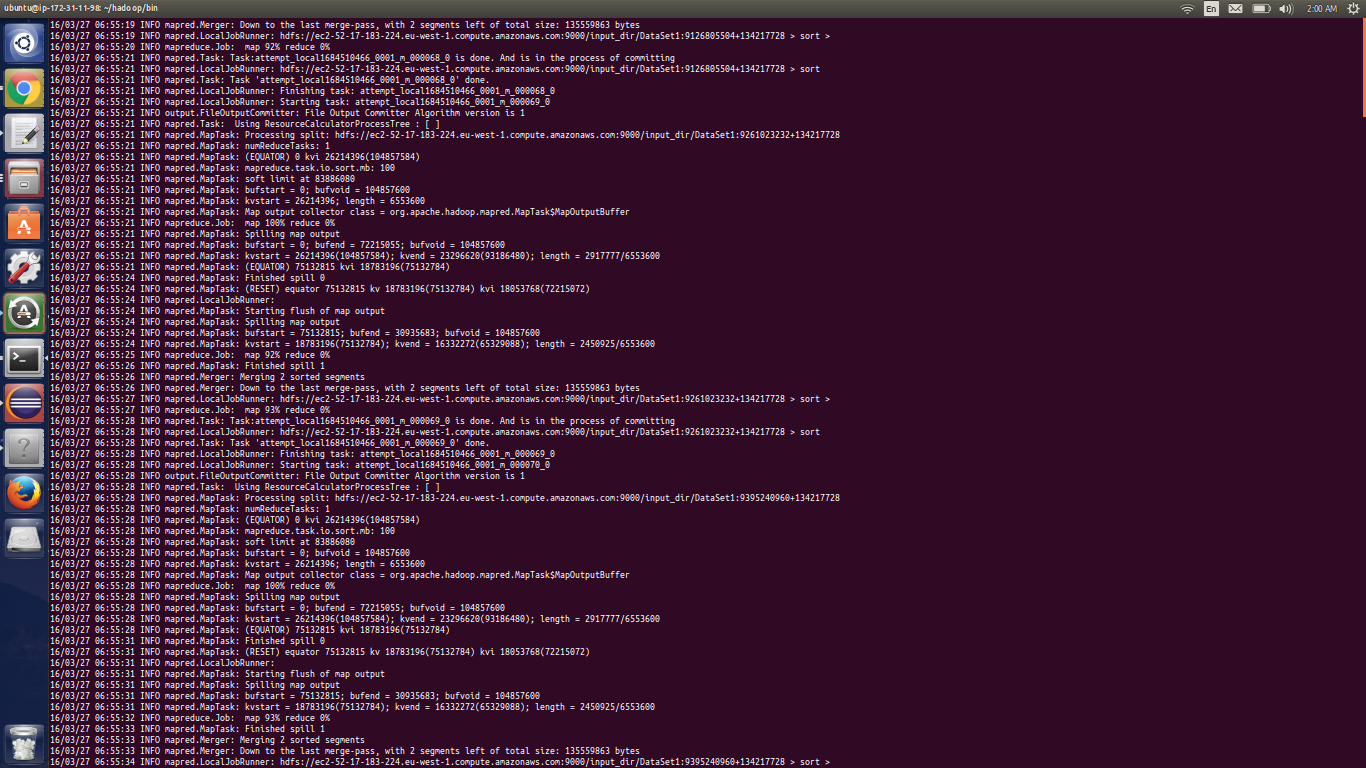 ubuntu@ip-172-31-11-98: ~/hadoop/bin
En
2:00 AM
16/03/27 06:55:19 INFO mapred.Merger: Down to the last merge-pass, with 2 segments left of total size: 135559863 bytes
16/03/27 06:55:19 INFO mapred.LocalJobRunner: hdfs://ec2-52-17-183-224.eu-west-1.compute.amazonaws.com:9000/input_dir/DataSet1:9126805504+134217728 > sort >
16/03/27 06:55:20 INFO mapreduce.Job:  map 92% reduce 0%
16/03/27 06:55:21 INFO mapred.Task: Task:attempt_local1684510466_0001_m_000068_0 is done. And is in the process of committing
16/03/27 06:55:21 INFO mapred.LocalJobRunner: hdfs://ec2-52-17-183-224.eu-west-1.compute.amazonaws.com:9000/input_dir/DataSet1:9126805504+134217728 > sort
16/03/27 06:55:21 INFO mapred.Task: Task 'attempt_local1684510466_0001_m_000068_0' done.
16/03/27 06:55:21 INFO mapred.LocalJobRunner: Finishing task: attempt_local1684510466_0001_m_000068_0
16/03/27 06:55:21 INFO mapred.LocalJobRunner: Starting task: attempt_local1684510466_0001_m_000069_0
16/03/27 06:55:21 INFO output.FileOutputCommitter: File Output Committer Algorithm version is 1
16/03/27 06:55:21 INFO mapred.Task:  Using ResourceCalculatorProcessTree : [ ]
16/03/27 06:55:21 INFO mapred.MapTask: Processing split: hdfs://ec2-52-17-183-224.eu-west-1.compute.amazonaws.com:9000/input_dir/DataSet1:9261023232+134217728
16/03/27 06:55:21 INFO mapred.MapTask: numReduceTasks: 1
16/03/27 06:55:21 INFO mapred.MapTask: (EQUATOR) 0 kvi 26214396(104857584)
16/03/27 06:55:21 INFO mapred.MapTask: mapreduce.task.io.sort.mb: 100
16/03/27 06:55:21 INFO mapred.MapTask: soft limit at 83886080
16/03/27 06:55:21 INFO mapred.MapTask: bufstart = 0; bufvoid = 104857600
16/03/27 06:55:21 INFO mapred.MapTask: kvstart = 26214396; length = 6553600
16/03/27 06:55:21 INFO mapred.MapTask: Map output collector class = org.apache.hadoop.mapred.MapTask$MapOutputBuffer
16/03/27 06:55:21 INFO mapreduce.Job:  map 100% reduce 0%
16/03/27 06:55:21 INFO mapred.MapTask: Spilling map output
16/03/27 06:55:21 INFO mapred.MapTask: bufstart = 0; bufend = 72215055; bufvoid = 104857600
16/03/27 06:55:21 INFO mapred.MapTask: kvstart = 26214396(104857584); kvend = 23296620(93186480); length = 2917777/6553600
16/03/27 06:55:21 INFO mapred.MapTask: (EQUATOR) 75132815 kvi 18783196(75132784)
16/03/27 06:55:24 INFO mapred.MapTask: Finished spill 0
16/03/27 06:55:24 INFO mapred.MapTask: (RESET) equator 75132815 kv 18783196(75132784) kvi 18053768(72215072)
16/03/27 06:55:24 INFO mapred.LocalJobRunner:
16/03/27 06:55:24 INFO mapred.MapTask: Starting flush of map output
16/03/27 06:55:24 INFO mapred.MapTask: Spilling map output
16/03/27 06:55:24 INFO mapred.MapTask: bufstart = 75132815; bufend = 30935683; bufvoid = 104857600
16/03/27 06:55:24 INFO mapred.MapTask: kvstart = 18783196(75132784); kvend = 16332272(65329088); length = 2450925/6553600
16/03/27 06:55:25 INFO mapreduce.Job:  map 92% reduce 0%
16/03/27 06:55:26 INFO mapred.MapTask: Finished spill 1
16/03/27 06:55:26 INFO mapred.Merger: Merging 2 sorted segments
16/03/27 06:55:26 INFO mapred.Merger: Down to the last merge-pass, with 2 segments left of total size: 135559863 bytes
16/03/27 06:55:27 INFO mapred.LocalJobRunner: hdfs://ec2-52-17-183-224.eu-west-1.compute.amazonaws.com:9000/input_dir/DataSet1:9261023232+134217728 > sort >
16/03/27 06:55:27 INFO mapreduce.Job:  map 93% reduce 0%
16/03/27 06:55:28 INFO mapred.Task: Task:attempt_local1684510466_0001_m_000069_0 is done. And is in the process of committing
16/03/27 06:55:28 INFO mapred.LocalJobRunner: hdfs://ec2-52-17-183-224.eu-west-1.compute.amazonaws.com:9000/input_dir/DataSet1:9261023232+134217728 > sort
16/03/27 06:55:28 INFO mapred.Task: Task 'attempt_local1684510466_0001_m_000069_0' done.
16/03/27 06:55:28 INFO mapred.LocalJobRunner: Finishing task: attempt_local1684510466_0001_m_000069_0
16/03/27 06:55:28 INFO mapred.LocalJobRunner: Starting task: attempt_local1684510466_0001_m_000070_0
16/03/27 06:55:28 INFO output.FileOutputCommitter: File Output Committer Algorithm version is 1
16/03/27 06:55:28 INFO mapred.Task:  Using ResourceCalculatorProcessTree : [ ]
16/03/27 06:55:28 INFO mapred.MapTask: Processing split: hdfs://ec2-52-17-183-224.eu-west-1.compute.amazonaws.com:9000/input_dir/DataSet1:9395240960+134217728
16/03/27 06:55:28 INFO mapred.MapTask: numReduceTasks: 1
16/03/27 06:55:28 INFO mapred.MapTask: (EQUATOR) 0 kvi 26214396(104857584)
16/03/27 06:55:28 INFO mapred.MapTask: mapreduce.task.io.sort.mb: 100
16/03/27 06:55:28 INFO mapred.MapTask: soft limit at 83886080
16/03/27 06:55:28 INFO mapred.MapTask: bufstart = 0; bufvoid = 104857600
16/03/27 06:55:28 INFO mapred.MapTask: kvstart = 26214396; length = 6553600
16/03/27 06:55:28 INFO mapred.MapTask: Map output collector class = org.apache.hadoop.mapred.MapTask$MapOutputBuffer
16/03/27 06:55:28 INFO mapreduce.Job:  map 100% reduce 0%
16/03/27 06:55:28 INFO mapred.MapTask: Spilling map output
16/03/27 06:55:28 INFO mapred.MapTask: bufstart = 0; bufend = 72215055; bufvoid = 104857600
16/03/27 06:55:28 INFO mapred.MapTask: kvstart = 26214396(104857584); kvend = 23296620(93186480); length = 2917777/6553600
16/03/27 06:55:28 INFO mapred.MapTask: (EQUATOR) 75132815 kvi 18783196(75132784)
16/03/27 06:55:31 INFO mapred.MapTask: Finished spill 0
16/03/27 06:55:31 INFO mapred.MapTask: (RESET) equator 75132815 kv 18783196(75132784) kvi 18053768(72215072)
16/03/27 06:55:31 INFO mapred.LocalJobRunner:
16/03/27 06:55:31 INFO mapred.MapTask: Starting flush of map output
16/03/27 06:55:31 INFO mapred.MapTask: Spilling map output
16/03/27 06:55:31 INFO mapred.MapTask: bufstart = 75132815; bufend = 30935683; bufvoid = 104857600
16/03/27 06:55:31 INFO mapred.MapTask: kvstart = 18783196(75132784); kvend = 16332272(65329088); length = 2450925/6553600
16/03/27 06:55:32 INFO mapreduce.Job:  map 93% reduce 0%
16/03/27 06:55:33 INFO mapred.MapTask: Finished spill 1
16/03/27 06:55:33 INFO mapred.Merger: Merging 2 sorted segments
16/03/27 06:55:33 INFO mapred.Merger: Down to the last merge-pass, with 2 segments left of total size: 135559863 bytes
16/03/27 06:55:34 INFO mapred.LocalJobRunner: hdfs://ec2-52-17-183-224.eu-west-1.compute.amazonaws.com:9000/input_dir/DataSet1:9395240960+134217728 > sort >